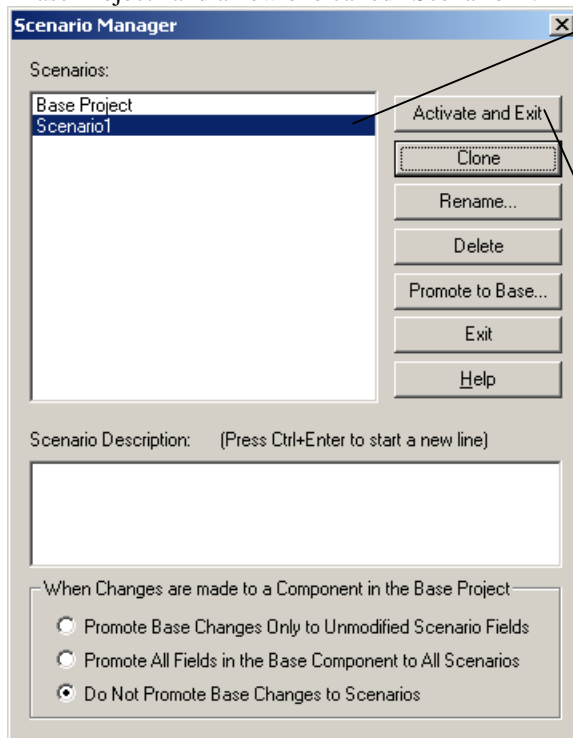 Scenario Manager
Scenarios:
Base Project
Scenario1
Activate and Exit
Clone
Rename...
Delete
Promote to Base...
Exit
Help
Scenario Description: (Press Ctrl+Enter to start a new line)
When Changes are made to a Component in the Base Project
Promote Base Changes Only to Unmodified Scenario Fields
Promote All Fields in the Base Component to All Scenarios
Do Not Promote Base Changes to Scenarios